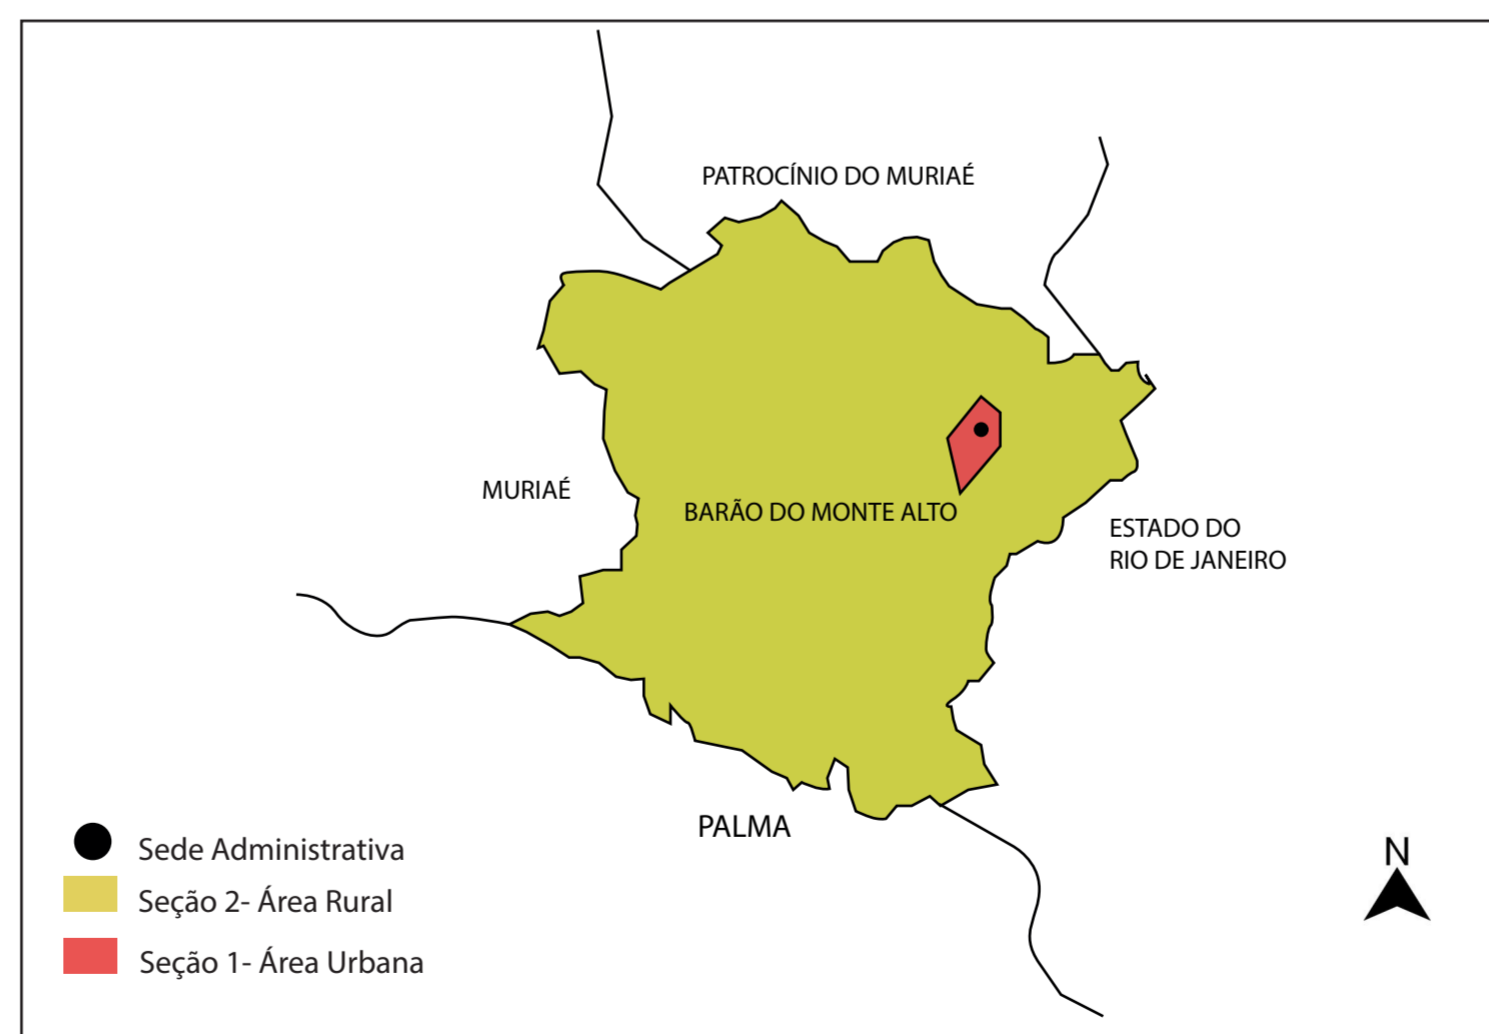 PATROCÍNIO DO MURIAÉ
MURIAÉ
BARÃO DO MONTE ALTO
ESTADO DO
RIO DE JANEIRO
PALMA
Sede Administrativa
Seção 2- Área Rural
Seção 1- Área Urbana
N